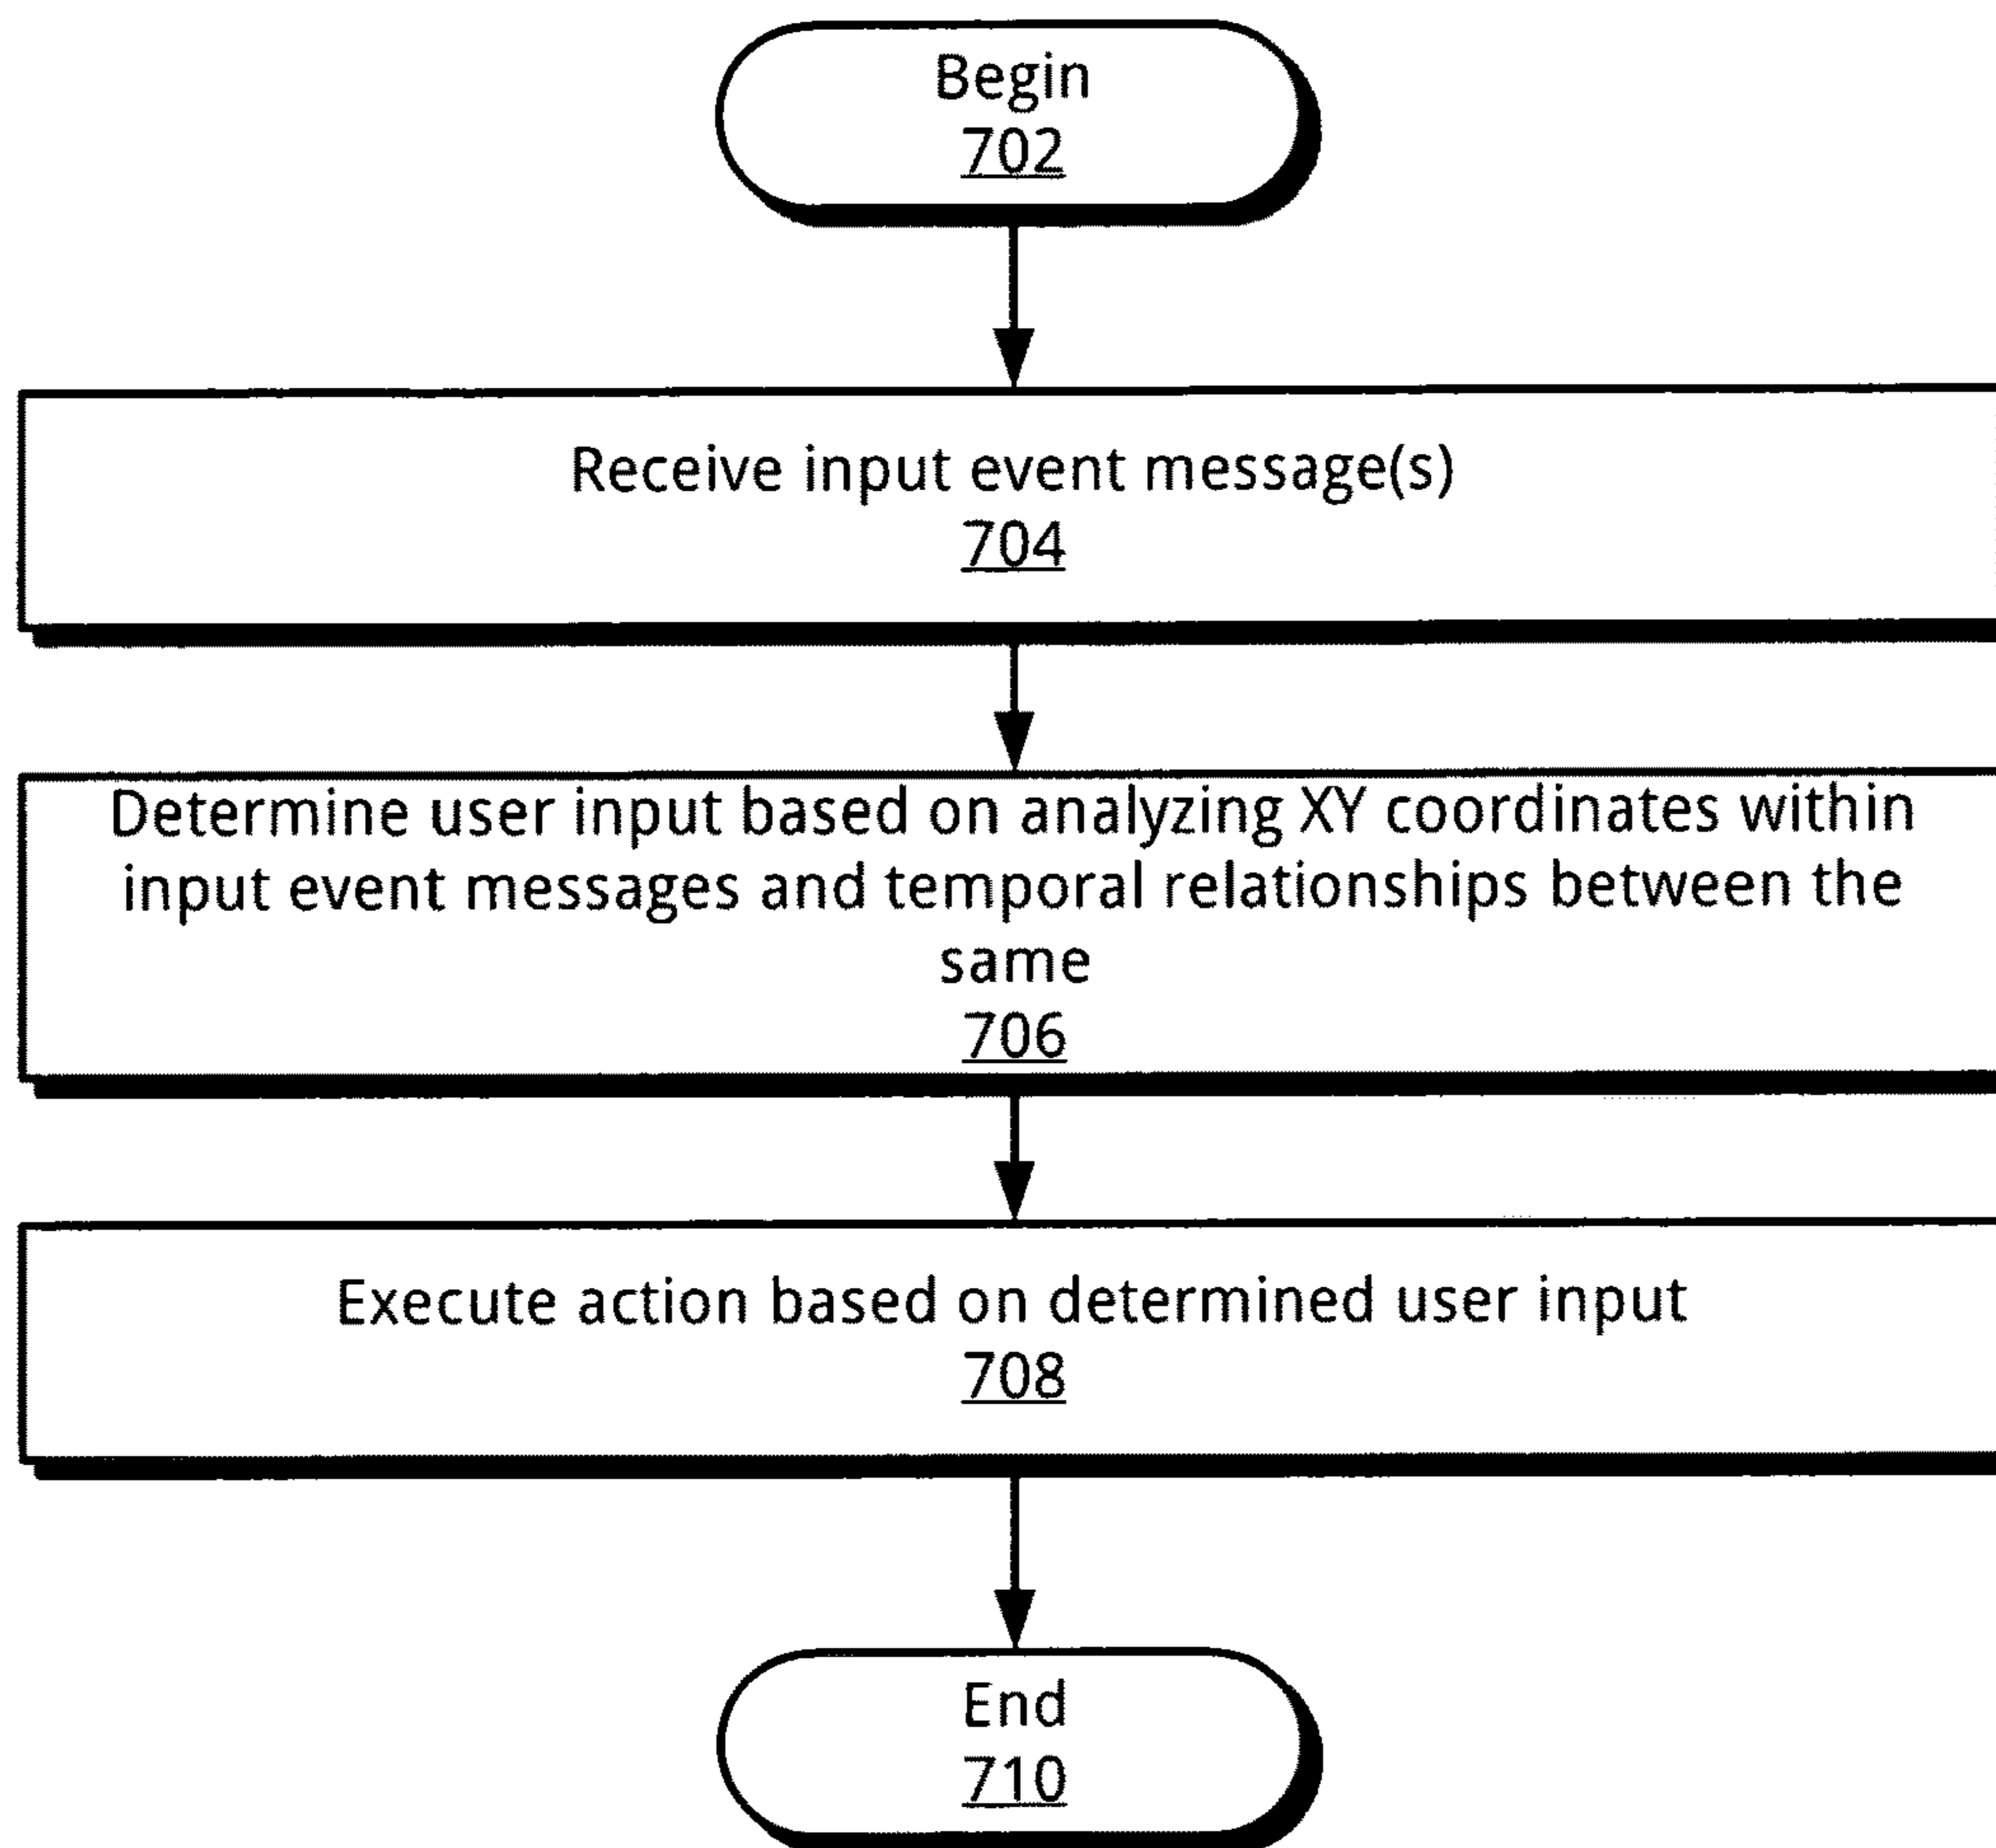 Begin
702
Receive input event message(s)
704
Determine user input based on analyzing XY coordinates within
input event messages and temporal relationships between the
same
706
Execute action based on determined user input
708
End
710